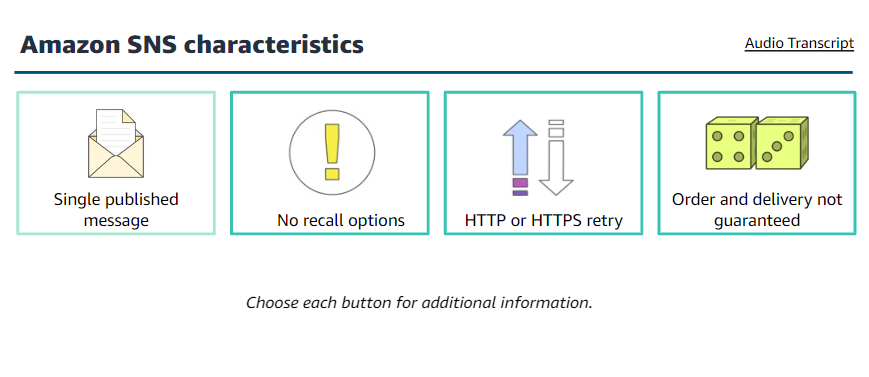 Amazon SNS characteristics
Audio Transcript
Single published
message
No recall options
HTTP or HTTPS retry
Order and delivery not
guaranteed
Choose each button for additional information.